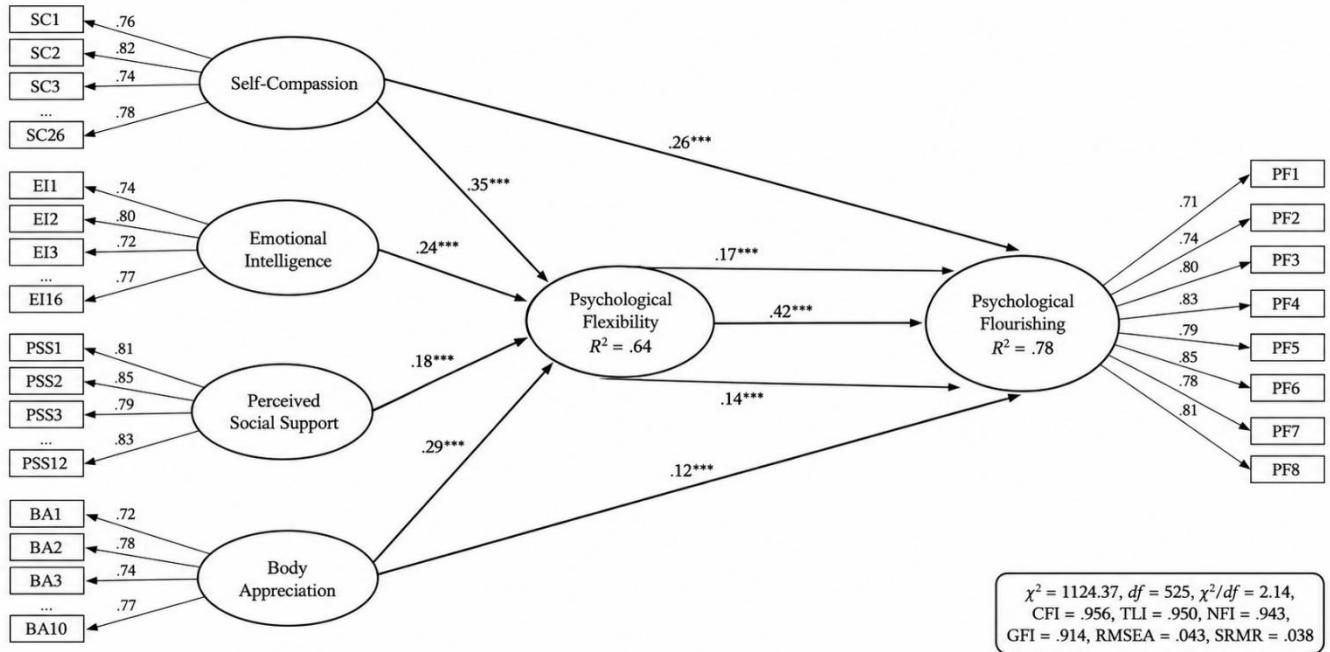 SC1
.76
SC2
.82
SC3
.74
...
.78
SC26
Self-Compassion
.26***
.35***
EI1
.74
EI2
.80
EI3
.72
...
.77
EI16
Emotional
Intelligence
.24***
PSS1
.81
PSS2
.85
PSS3
.79
...
.83
PSS12
Perceived
Social Support
.18***
BA1
.72
BA2
.78
BA3
.74
...
.77
BA10
Body
Appreciation
.29***
.12***
Psychological
Flexibility
R² = .64
.17***
.42***
.14***
Psychological
Flourishing
R² = .78
.71
PF1
.74
PF2
.80
PF3
.83
PF4
.79
PF5
.85
PF6
.78
PF7
.81
PF8
χ² = 1124.37, df = 525, χ²/df = 2.14,
CFI = .956, TLI = .950, NFI = .943,
GFI = .914, RMSEA = .043, SRMR = .038